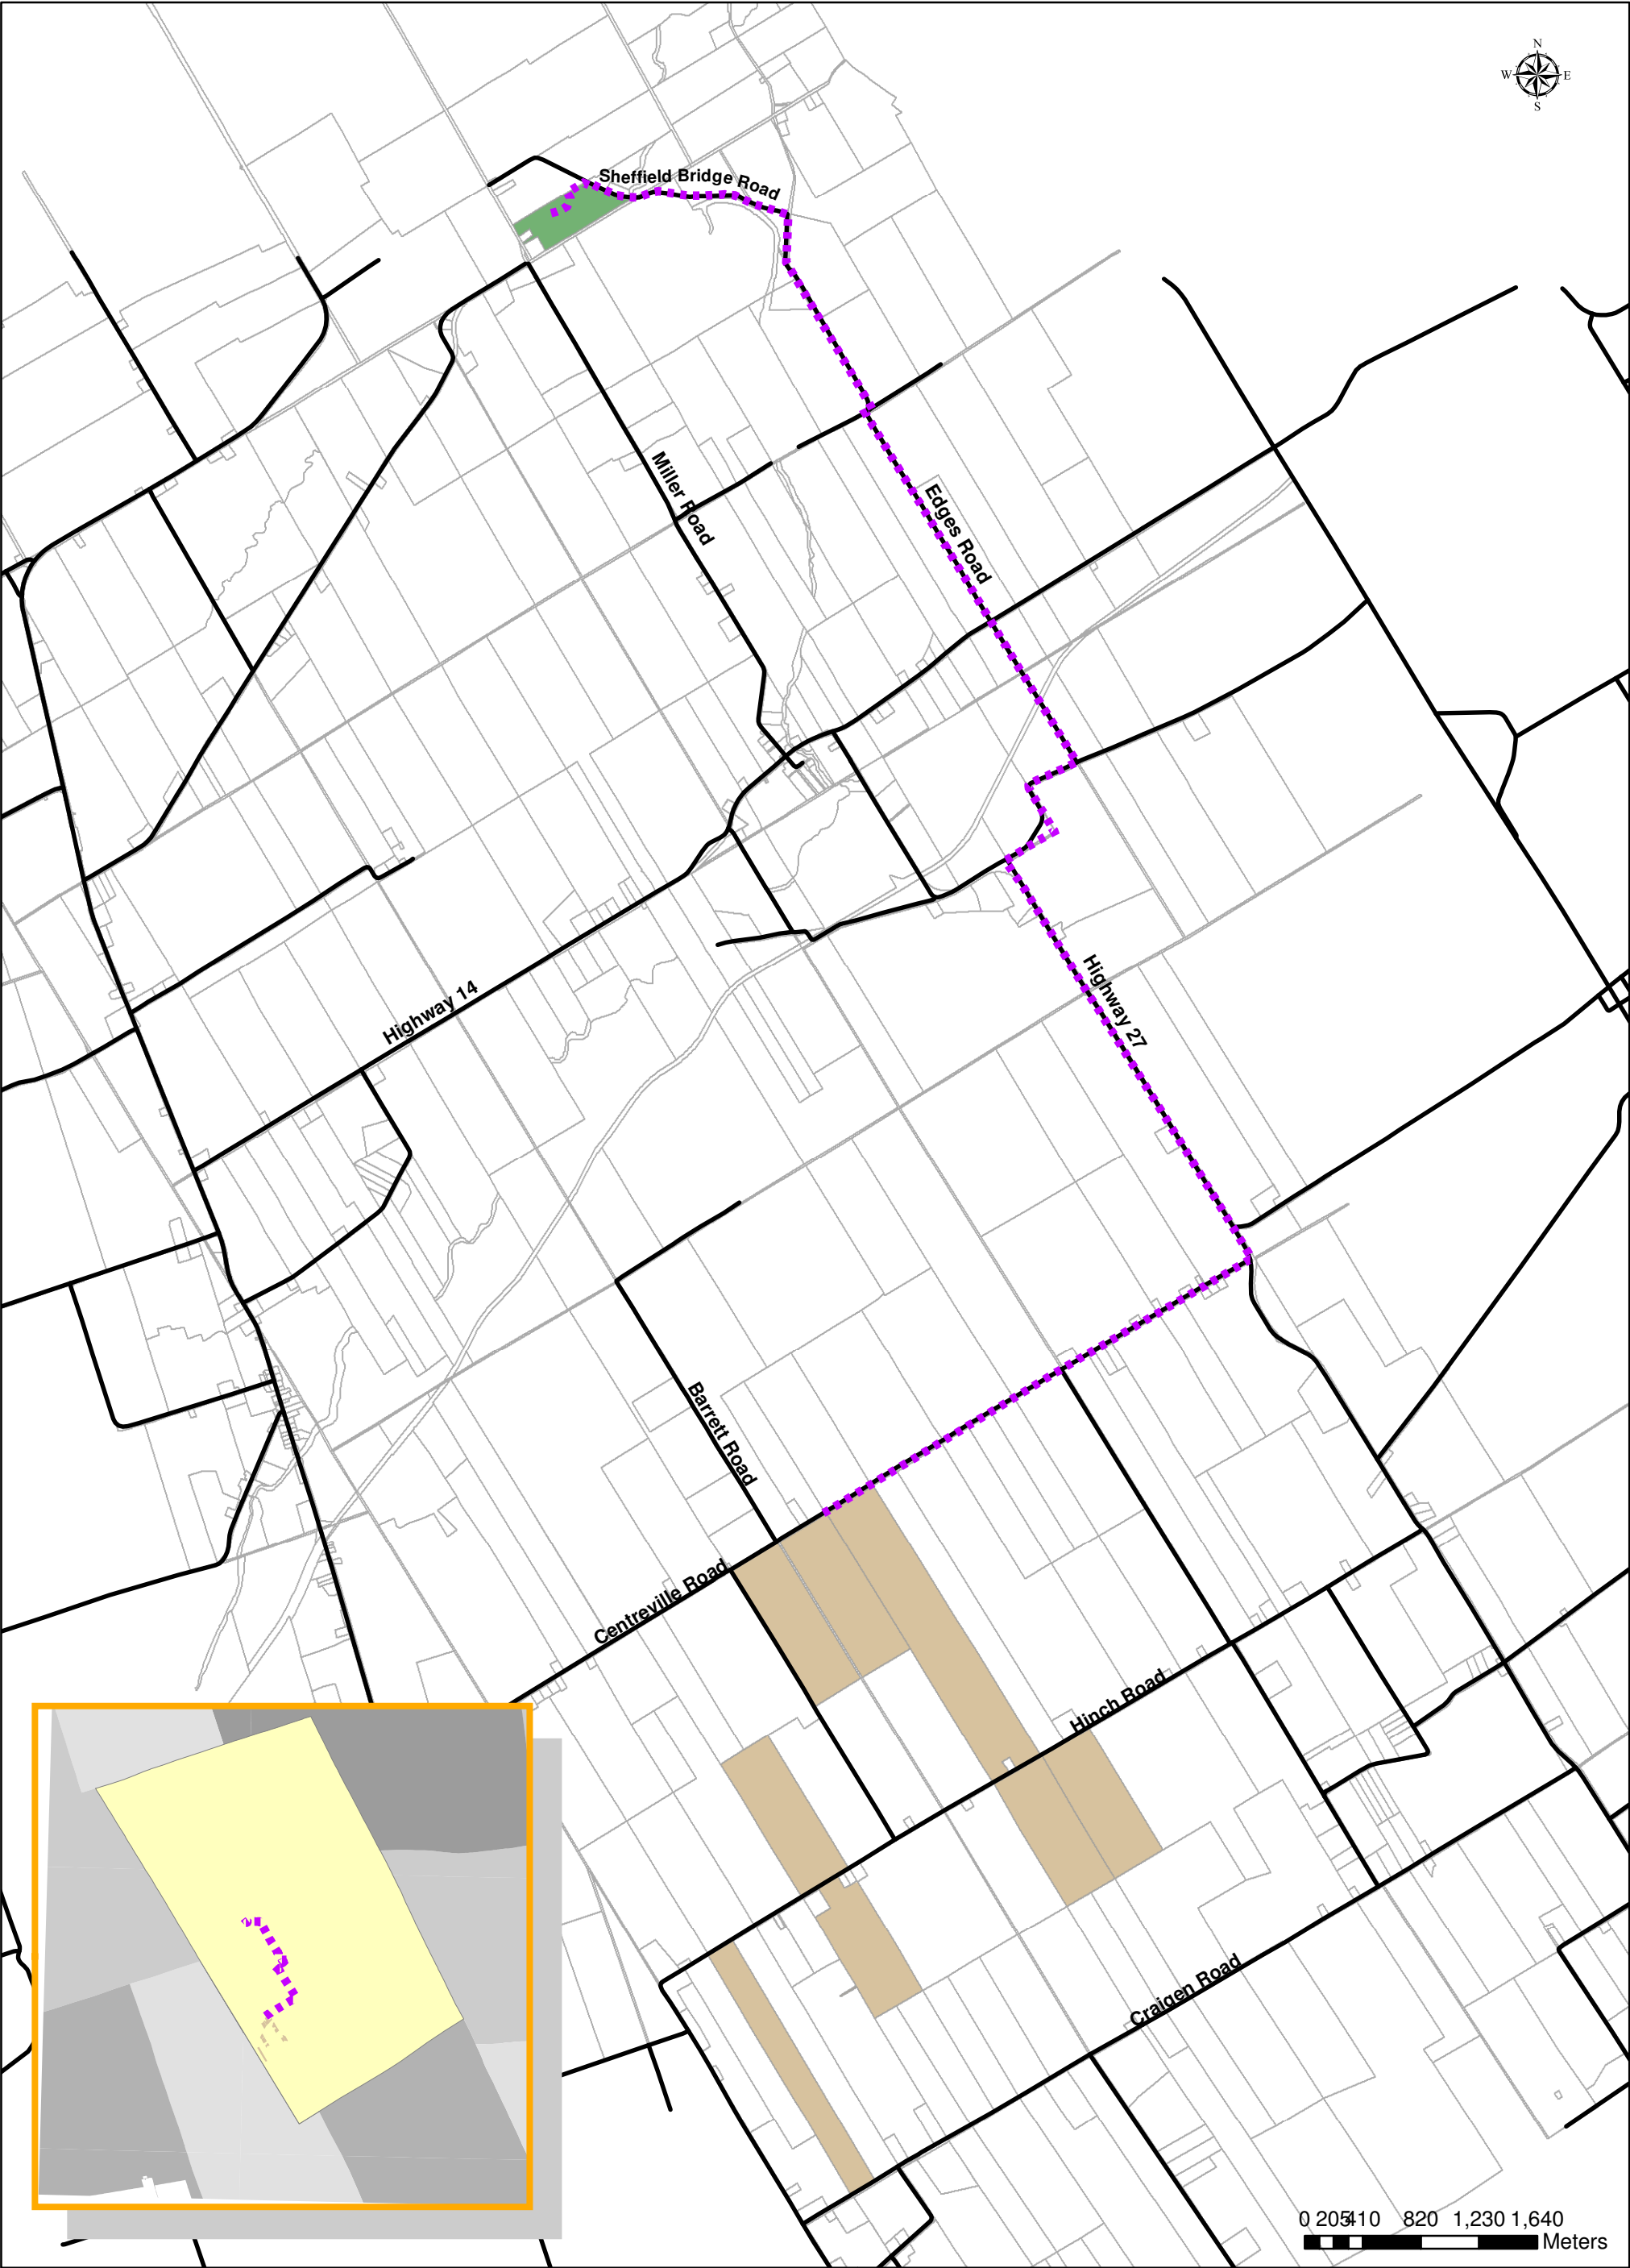 N
W E
S
Sheffield Bridge Road
Miller Road
Edges Road
Highway 14
Highway 27
Barrett Road
Centreville Road
Hinch Road
Craigen Road
0 205 410 820 1,230 1,640
Meters